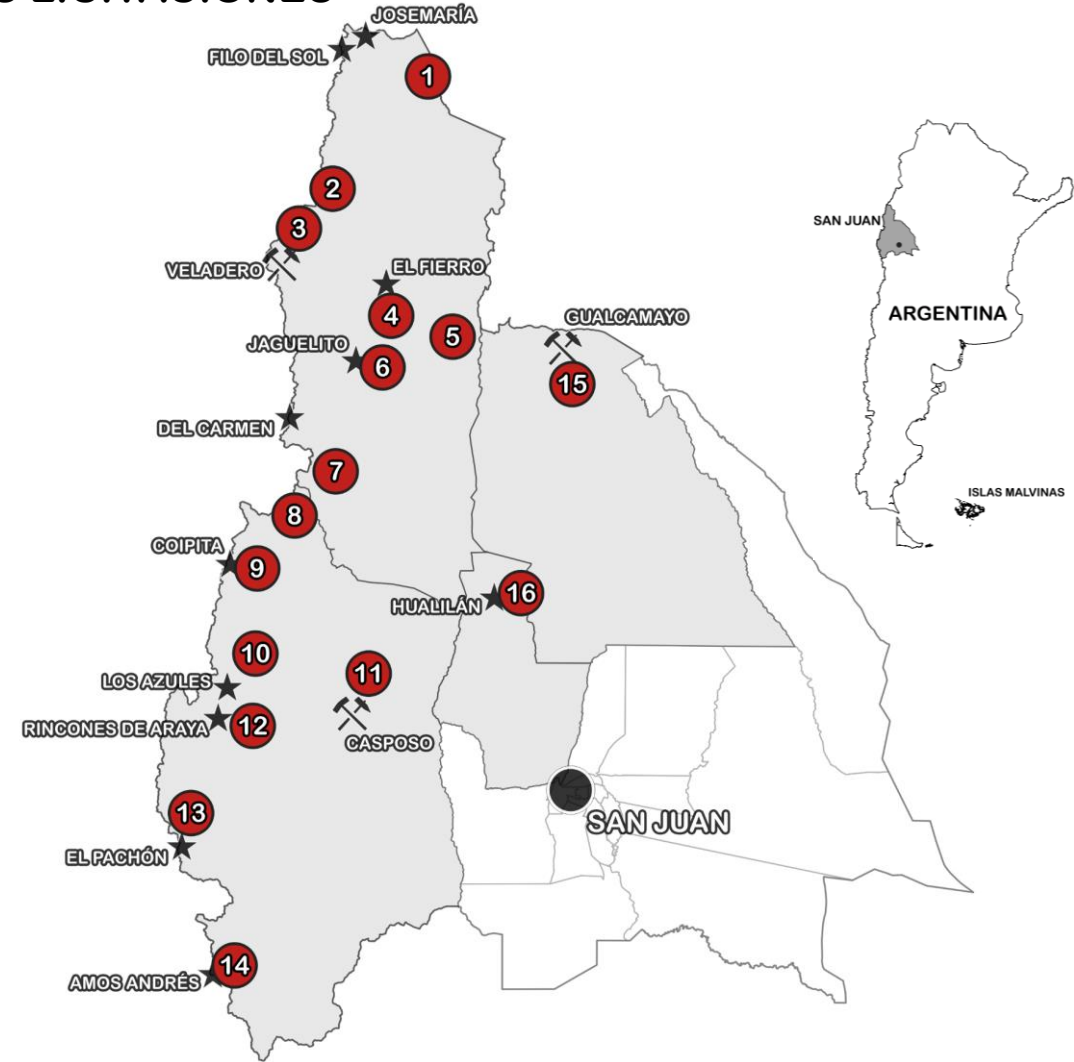 JOSEMARÍA
FILO DEL SOL
1
2
3
SAN JUAN
VELADERO
EL FIERRO
ARGENTINA
4
GUALCAMAYO
5
JAGUELITO
6
15
DEL CARMEN
7
ISLAS MALVINAS
8
COIPITA
9
16
HUALILÁN
10
11
LOS AZULES
RINCONES DE ARAYA
12
CASPOSO
13
SAN JUAN
EL PACHÓN
14
AMOS ANDRÉS